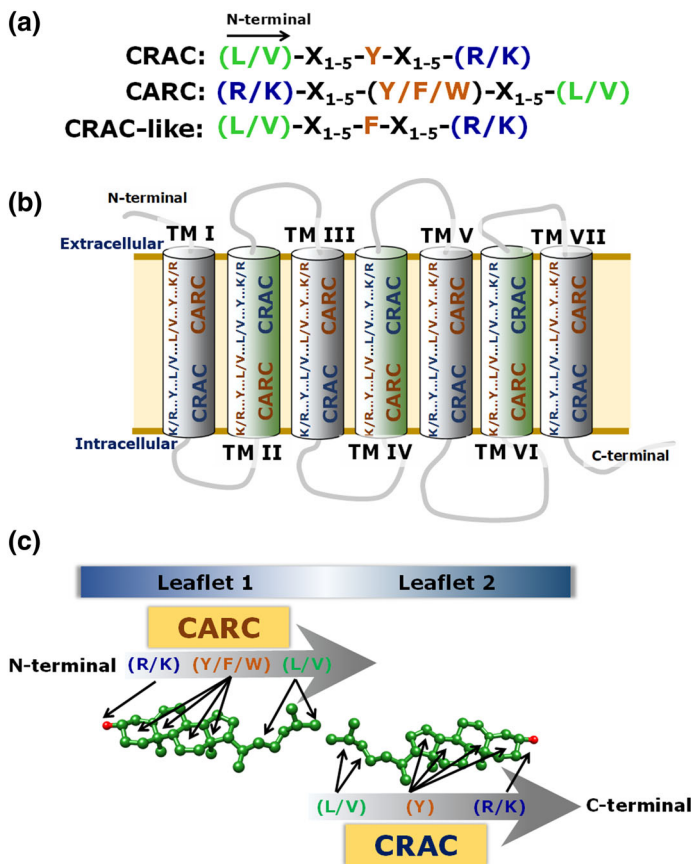 (a)
N-terminal
CRAC: (L/V)-X1-5-Y-X1-5-(R/K)
CARC: (R/K)-X1-5-(Y/F/W)-X1-5-(L/V)
CRAC-like: (L/V)-X1-5-F-X1-5-(R/K)
(b)
N-terminal
TM I TM III TM V TM VII
Extracellular
K/R...Y...L/V...L/V...Y...K/R
CARC
CRAC
K/R...Y...L/V...L/V...Y...K/R
CRAC
CARC
K/R...Y...L/V...L/V...Y...K/R
CARC
CRAC
K/R...Y...L/V...L/V...Y...K/R
CRAC
CARC
K/R...Y...L/V...L/V...Y...K/R
CARC
CRAC
K/R...Y...L/V...L/V...Y...K/R
CRAC
CARC
K/R...Y...L/V...L/V...Y...K/R
CARC
CRAC
Intracellular
TM II TM IV TM VI
C-terminal
(c)
Leaflet 1 Leaflet 2
CARC
N-terminal (R/K) (Y/F/W) (L/V)
(L/V) (Y) (R/K) C-terminal
CRAC